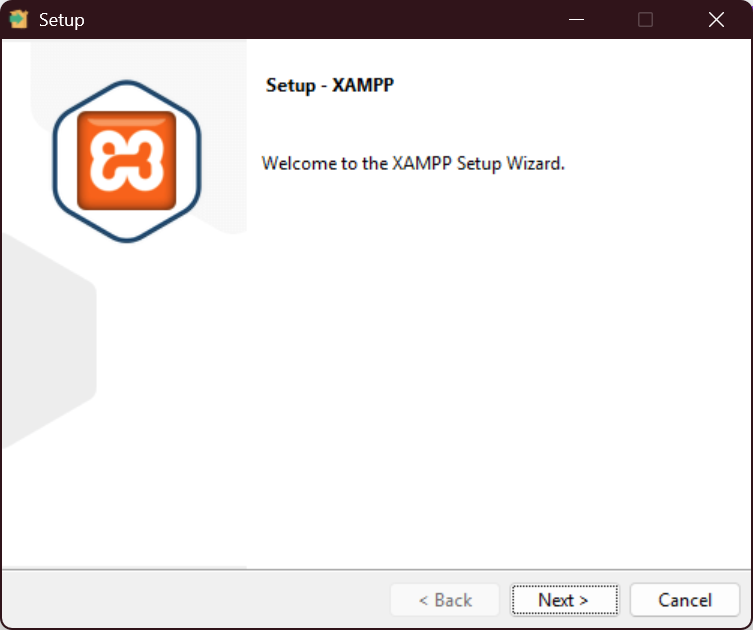 Setup
Setup - XAMPP
Welcome to the XAMPP Setup Wizard.
< Back
Next >
Cancel